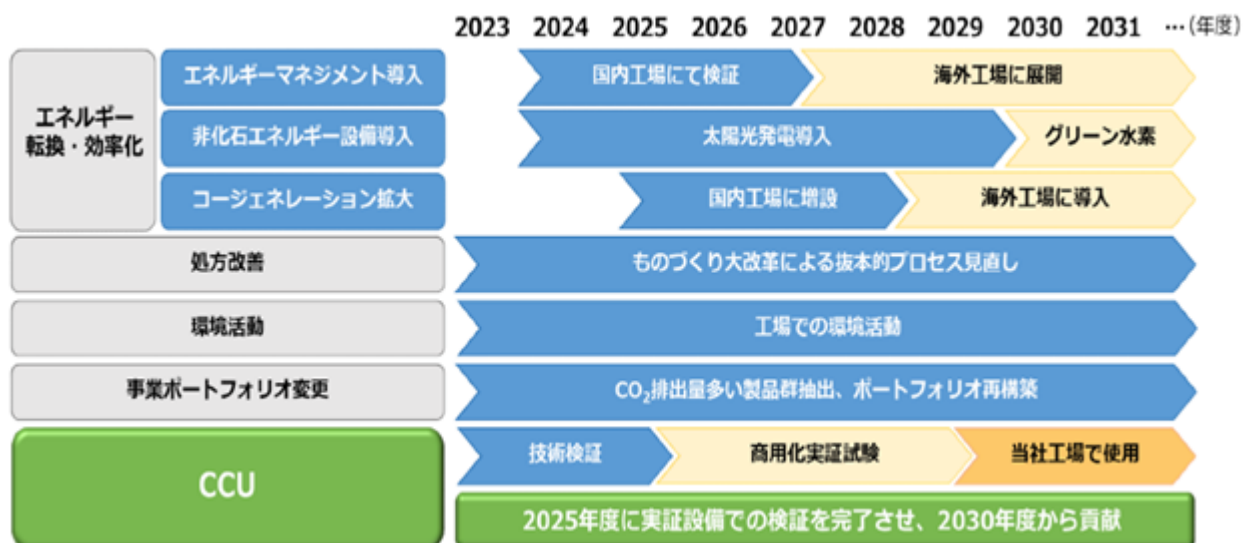 2023 2024 2025 2026 2027 2028 2029 2030 2031 …(年度)
エネルギー
転換・効率化
エネルギーマネジメント導入
国内工場にて検証
海外工場に展開
非化石エネルギー設備導入
太陽光発電導入
グリーン水素
コージェネレーション拡大
国内工場に増設
海外工場に導入
処方改善
ものづくり大改革による抜本的プロセス見直し
環境活動
工場での環境活動
事業ポートフォリオ変更
CO₂排出量多い製品群抽出、ポートフォリオ再構築
CCU
技術検証
商用化実証試験
当社工場で使用
2025年度に実証設備での検証を完了させ、2030年度から貢献